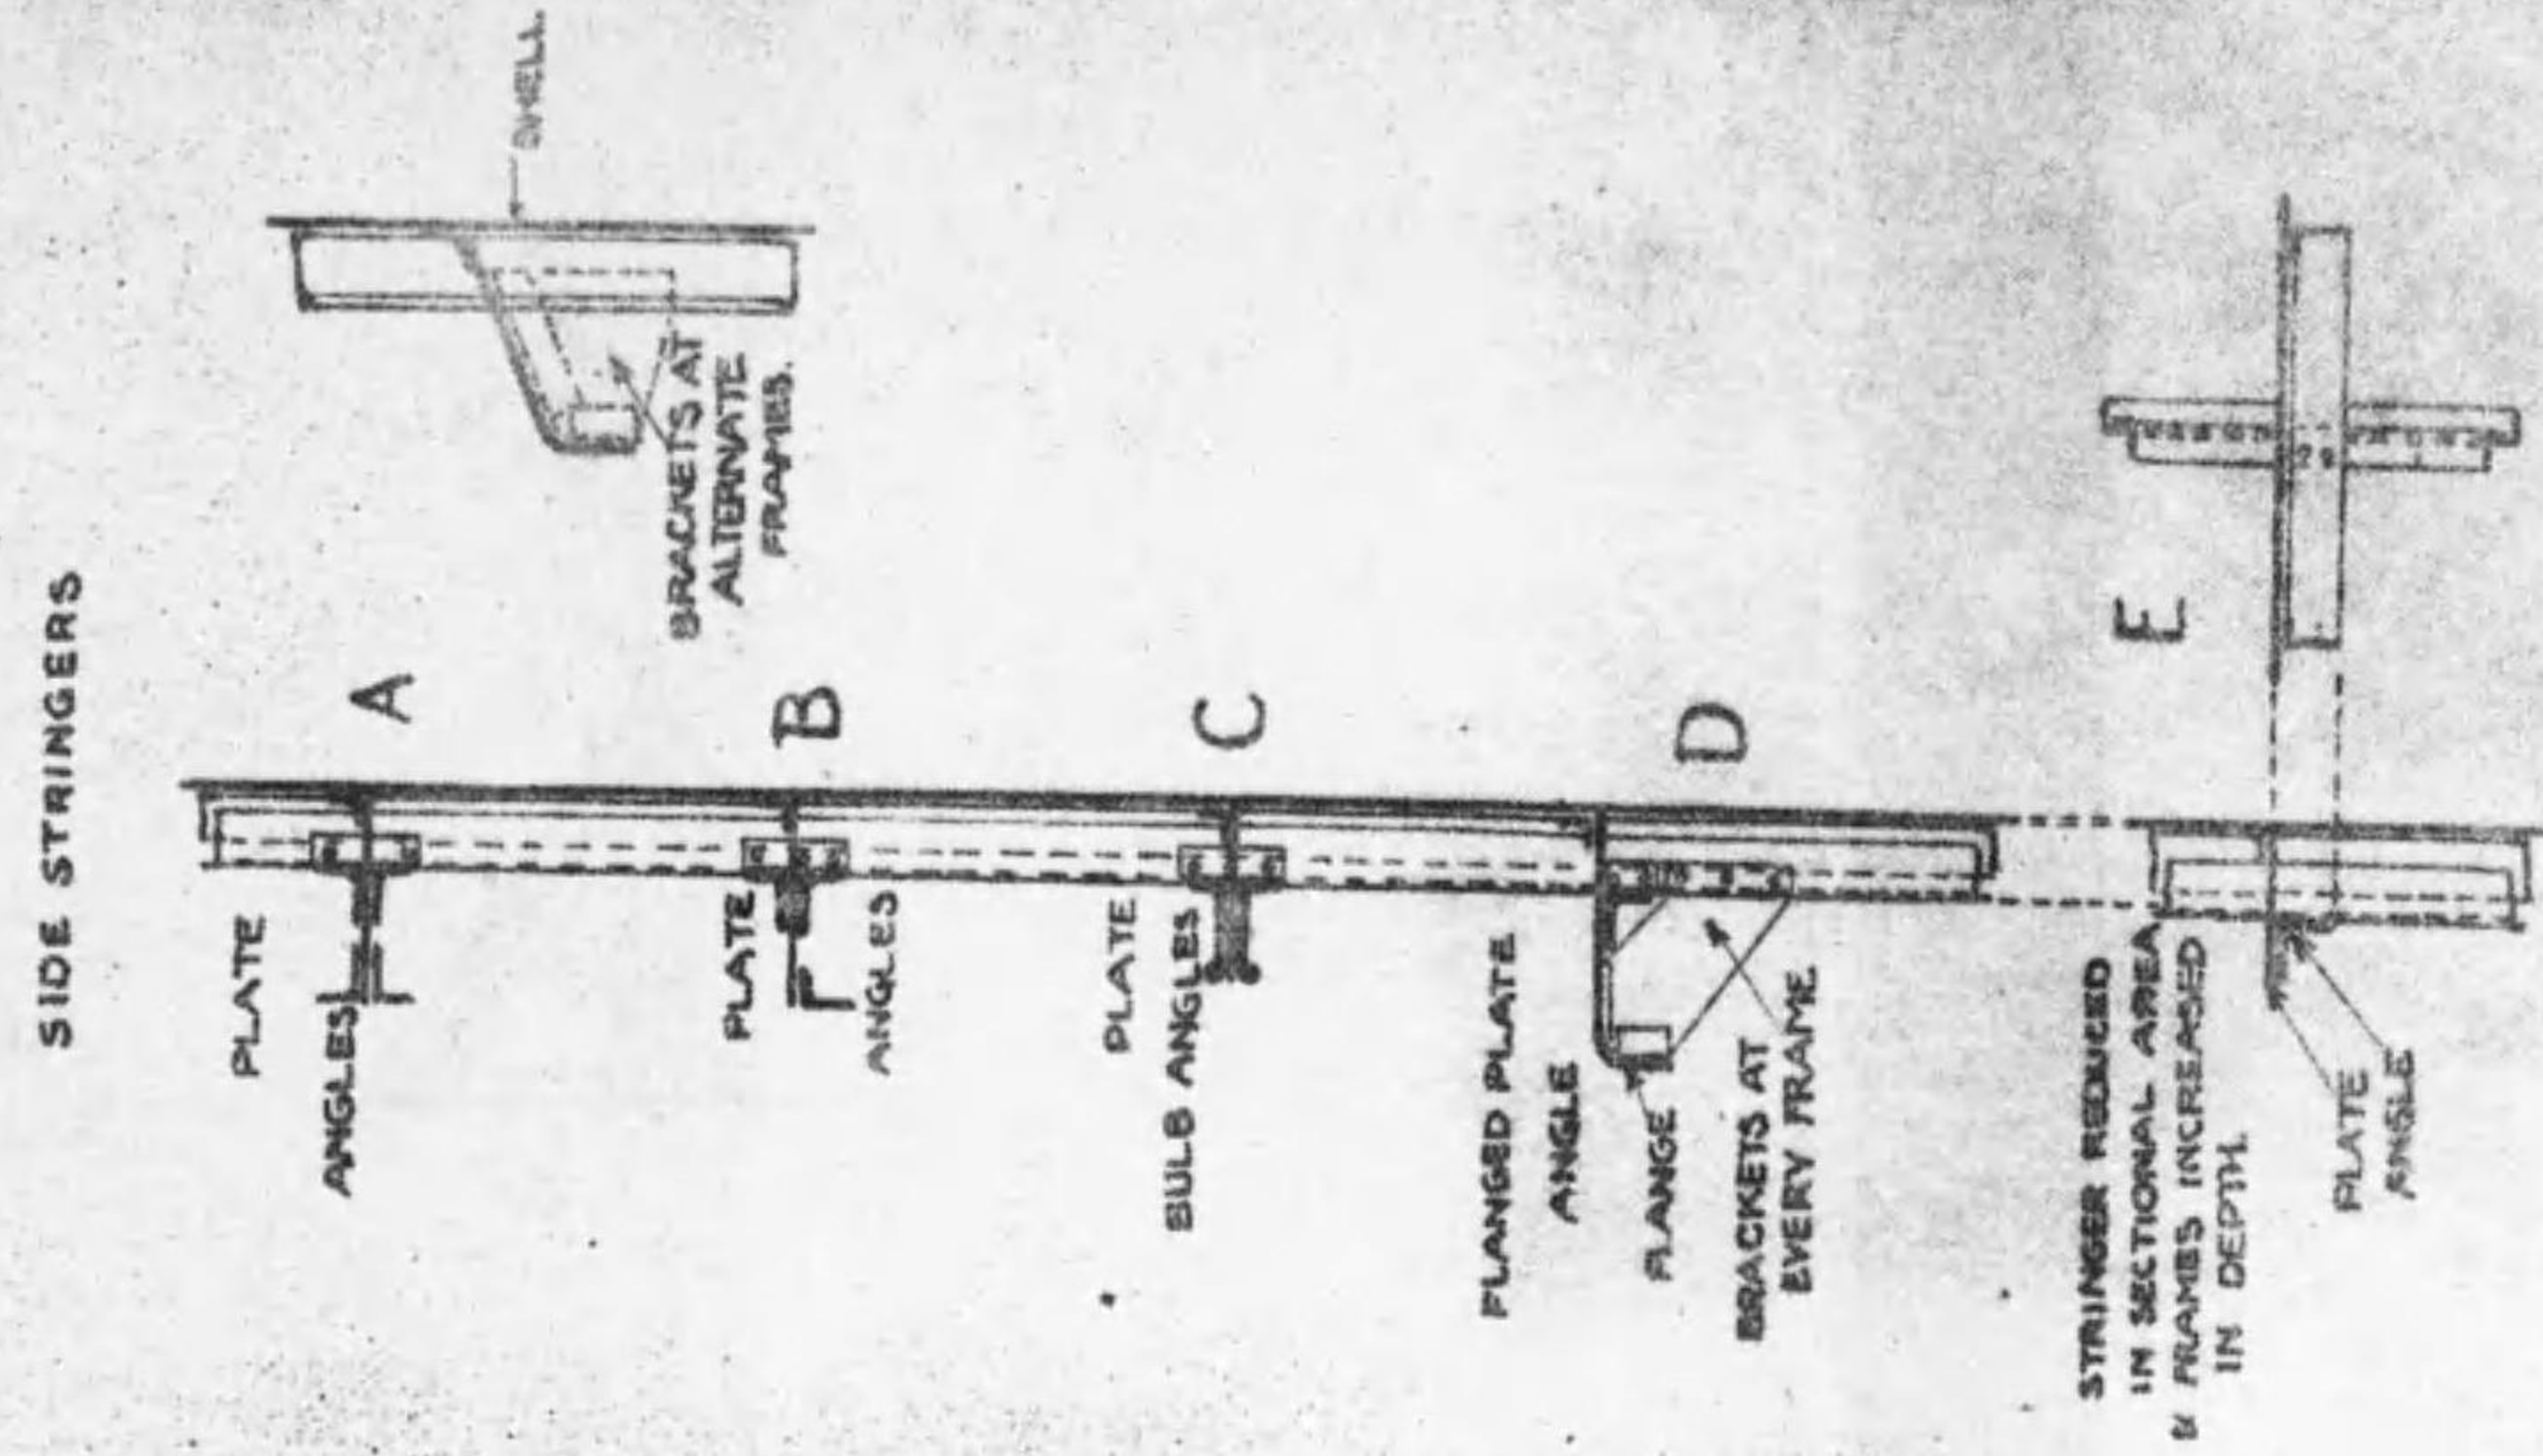 SIDE STRINGERS
SHELL
BRACKETS AT
ALTERNATE
FRAMES.
A
PLATE
ANGLES
B
PLATE
ANGLES
C
PLATE
BULB ANGLES
D
FLANGED PLATE
ANGLE
FLANGE
BRACKETS AT
EVERY FRAME
E
STRINGER REDUCED
IN SECTIONAL AREA
& FRAMES INCREASED
IN DEPTH.
PLATE
ANGLE